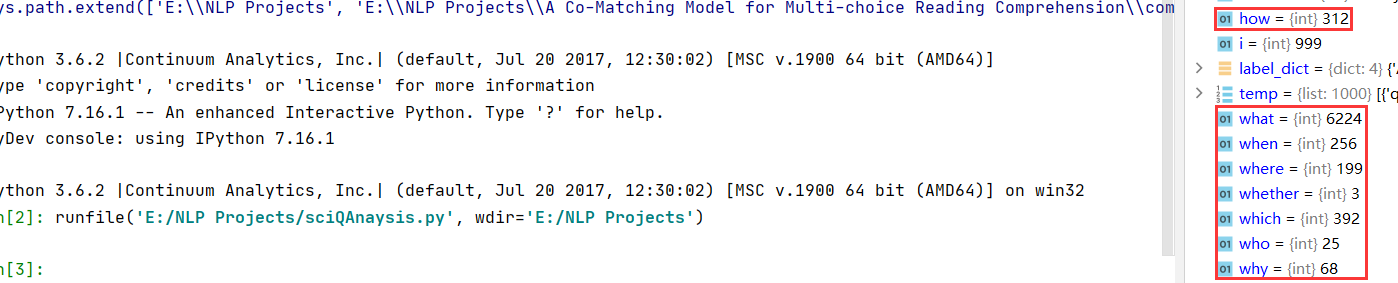 ys.path.extend(['E:\\NLP Projects', 'E:\\NLP Projects\\A Co-Matching Model for Multi-choice Reading Comprehension\\com
ython 3.6.2 |Continuum Analytics, Inc.| (default, Jul 20 2017, 12:30:02) [MSC v.1900 64 bit (AMD64)]
ype 'copyright', 'credits' or 'license' for more information
Python 7.16.1 -- An enhanced Interactive Python. Type '?' for help.
yDev console: using IPython 7.16.1
ython 3.6.2 |Continuum Analytics, Inc.| (default, Jul 20 2017, 12:30:02) [MSC v.1900 64 bit (AMD64)] on win32
n[2]: runfile('E:/NLP Projects/sciQAnaysis.py', wdir='E:/NLP Projects')
n[3]:
01 how = {int} 312
01 i = {int} 999
label_dict = {dict: 4} {'
temp = {list: 1000} [{'q
01 what = {int} 6224
01 when = {int} 256
01 where = {int} 199
01 whether = {int} 3
01 which = {int} 392
01 who = {int} 25
01 why = {int} 68